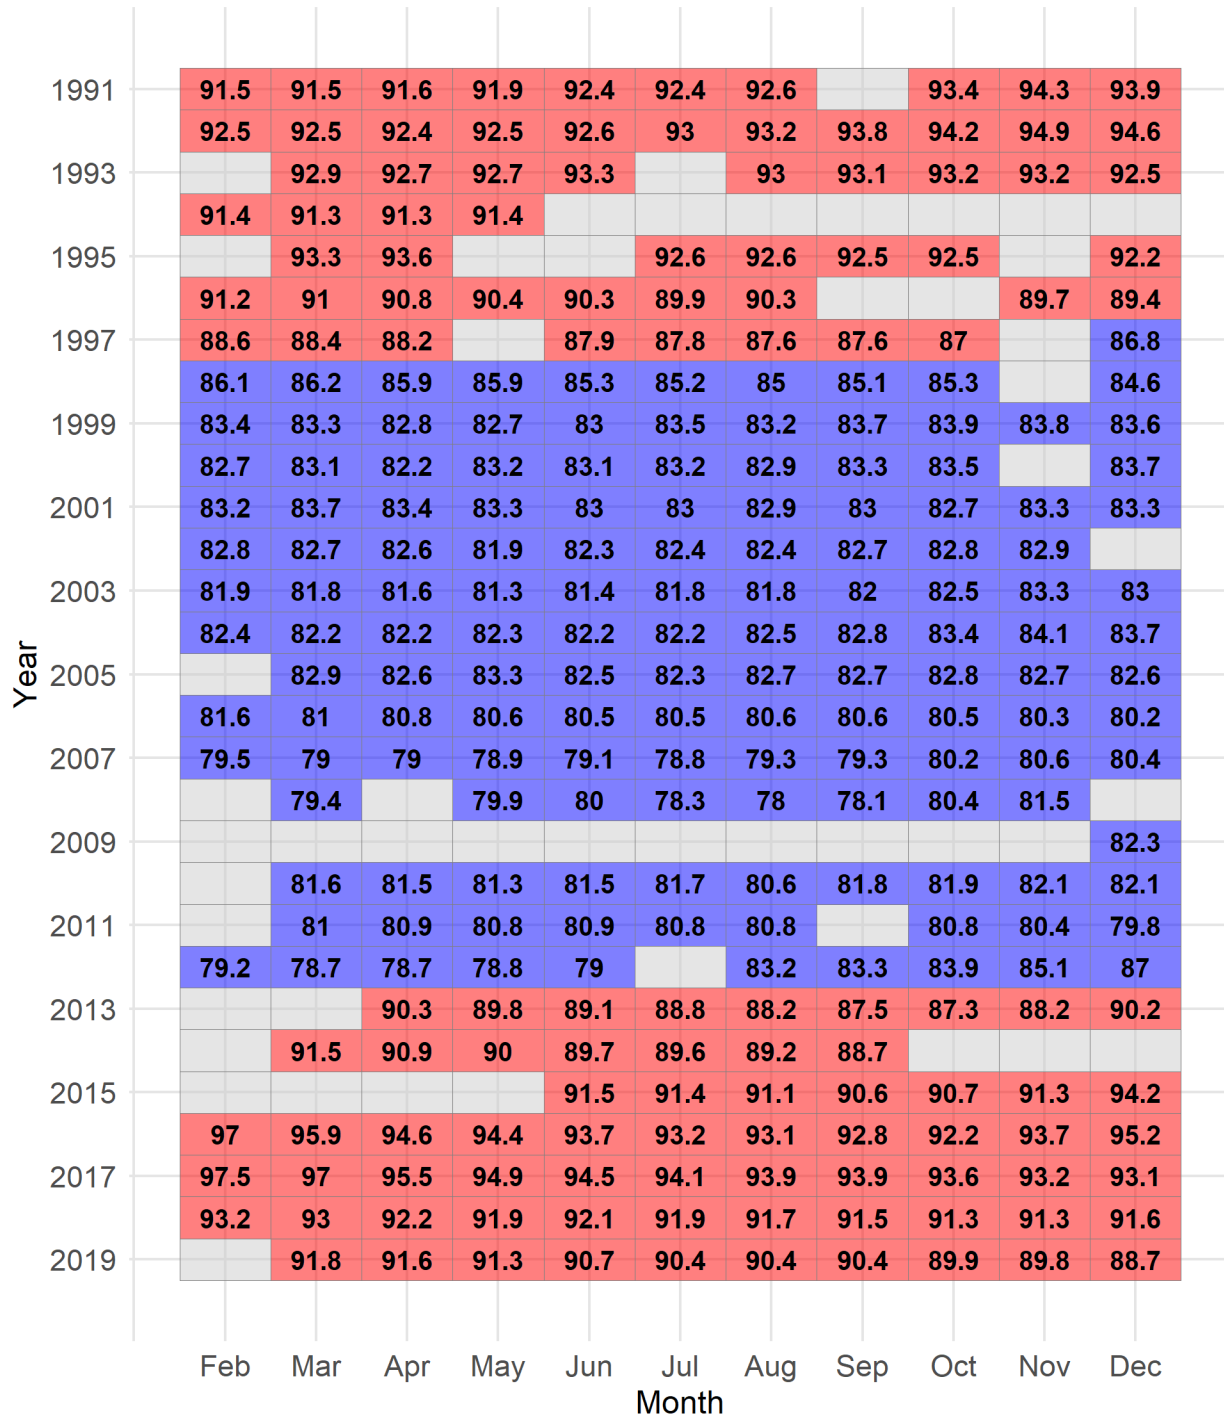 1991 91.5 91.5 91.6 91.9 92.4 92.4 92.6 93.4 94.3 93.9
92.5 92.5 92.4 92.5 92.6 93 93.2 93.8 94.2 94.9 94.6
1993 92.9 92.7 92.7 93.3 93 93.1 93.2 93.2 92.5
91.4 91.3 91.3 91.4
1995 93.3 93.6 92.6 92.6 92.5 92.5 92.2
91.2 91 90.8 90.4 90.3 89.9 90.3 89.7 89.4
1997 88.6 88.4 88.2 87.9 87.8 87.6 87.6 87 86.8
86.1 86.2 85.9 85.9 85.3 85.2 85 85.1 85.3 84.6
1999 83.4 83.3 82.8 82.7 83 83.5 83.2 83.7 83.9 83.8 83.6
82.7 83.1 82.2 83.2 83.1 83.2 82.9 83.3 83.5 83.7
2001 83.2 83.7 83.4 83.3 83 83 82.9 83 82.7 83.3 83.3
82.8 82.7 82.6 81.9 82.3 82.4 82.4 82.7 82.8 82.9
2003 81.9 81.8 81.6 81.3 81.4 81.8 81.8 82 82.5 83.3 83
82.4 82.2 82.2 82.3 82.2 82.2 82.5 82.8 83.4 84.1 83.7
2005 82.9 82.6 83.3 82.5 82.3 82.7 82.7 82.8 82.7 82.6
81.6 81 80.8 80.6 80.5 80.5 80.6 80.6 80.5 80.3 80.2
2007 79.5 79 79 78.9 79.1 78.8 79.3 79.3 80.2 80.6 80.4
79.4 79.9 80 78.3 78 78.1 80.4 81.5
2009 82.3
81.6 81.5 81.3 81.5 81.7 80.6 81.8 81.9 82.1 82.1
2011 81 80.9 80.8 80.9 80.8 80.8 80.8 80.4 79.8
79.2 78.7 78.7 78.8 79 83.2 83.3 83.9 85.1 87
2013 90.3 89.8 89.1 88.8 88.2 87.5 87.3 88.2 90.2
91.5 90.9 90 89.7 89.6 89.2 88.7
2015 91.5 91.4 91.1 90.6 90.7 91.3 94.2
97 95.9 94.6 94.4 93.7 93.2 93.1 92.8 92.2 93.7 95.2
2017 97.5 97 95.5 94.9 94.5 94.1 93.9 93.9 93.6 93.2 93.1
93.2 93 92.2 91.9 92.1 91.9 91.7 91.5 91.3 91.3 91.6
2019 91.8 91.6 91.3 90.7 90.4 90.4 90.4 89.9 89.8 88.7
Year
Feb Mar Apr May Jun Jul Aug Sep Oct Nov Dec
Month